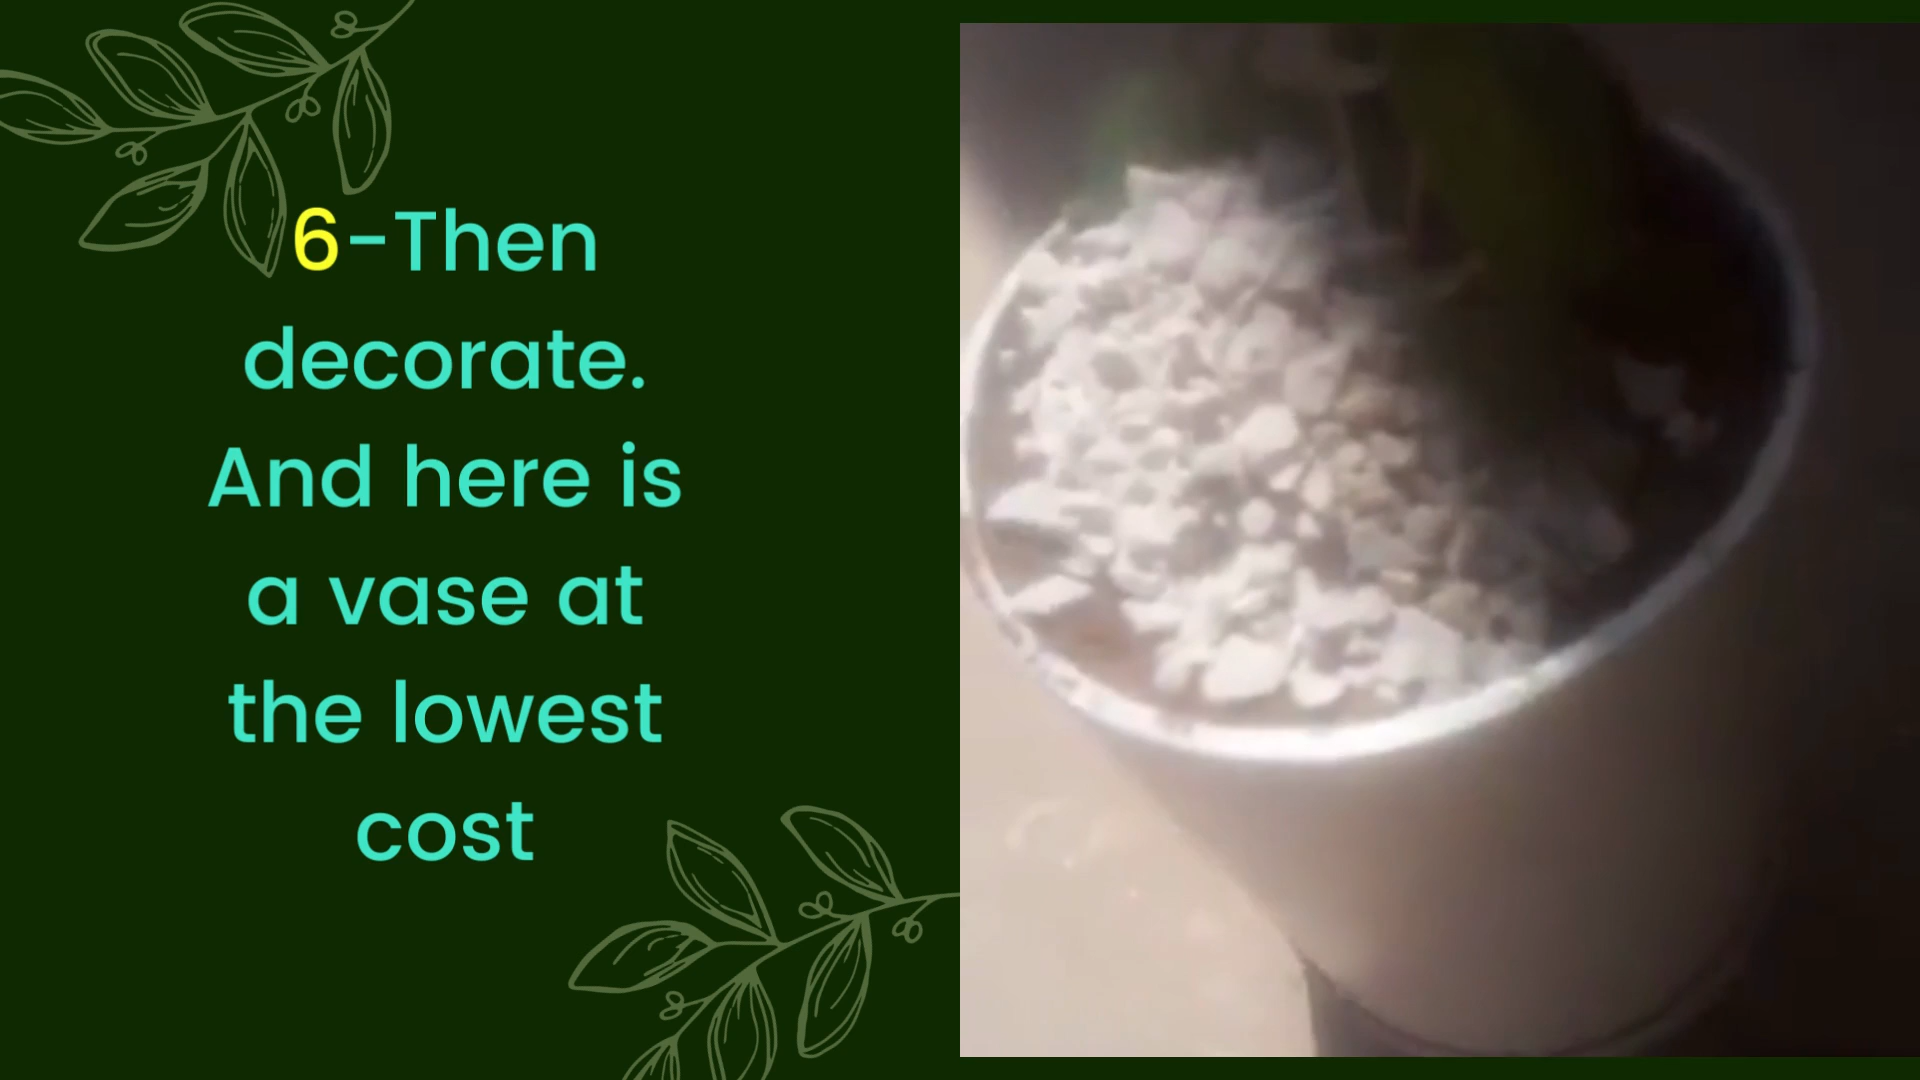 6-Then
decorate.
And here is
a vase at
the lowest
cost